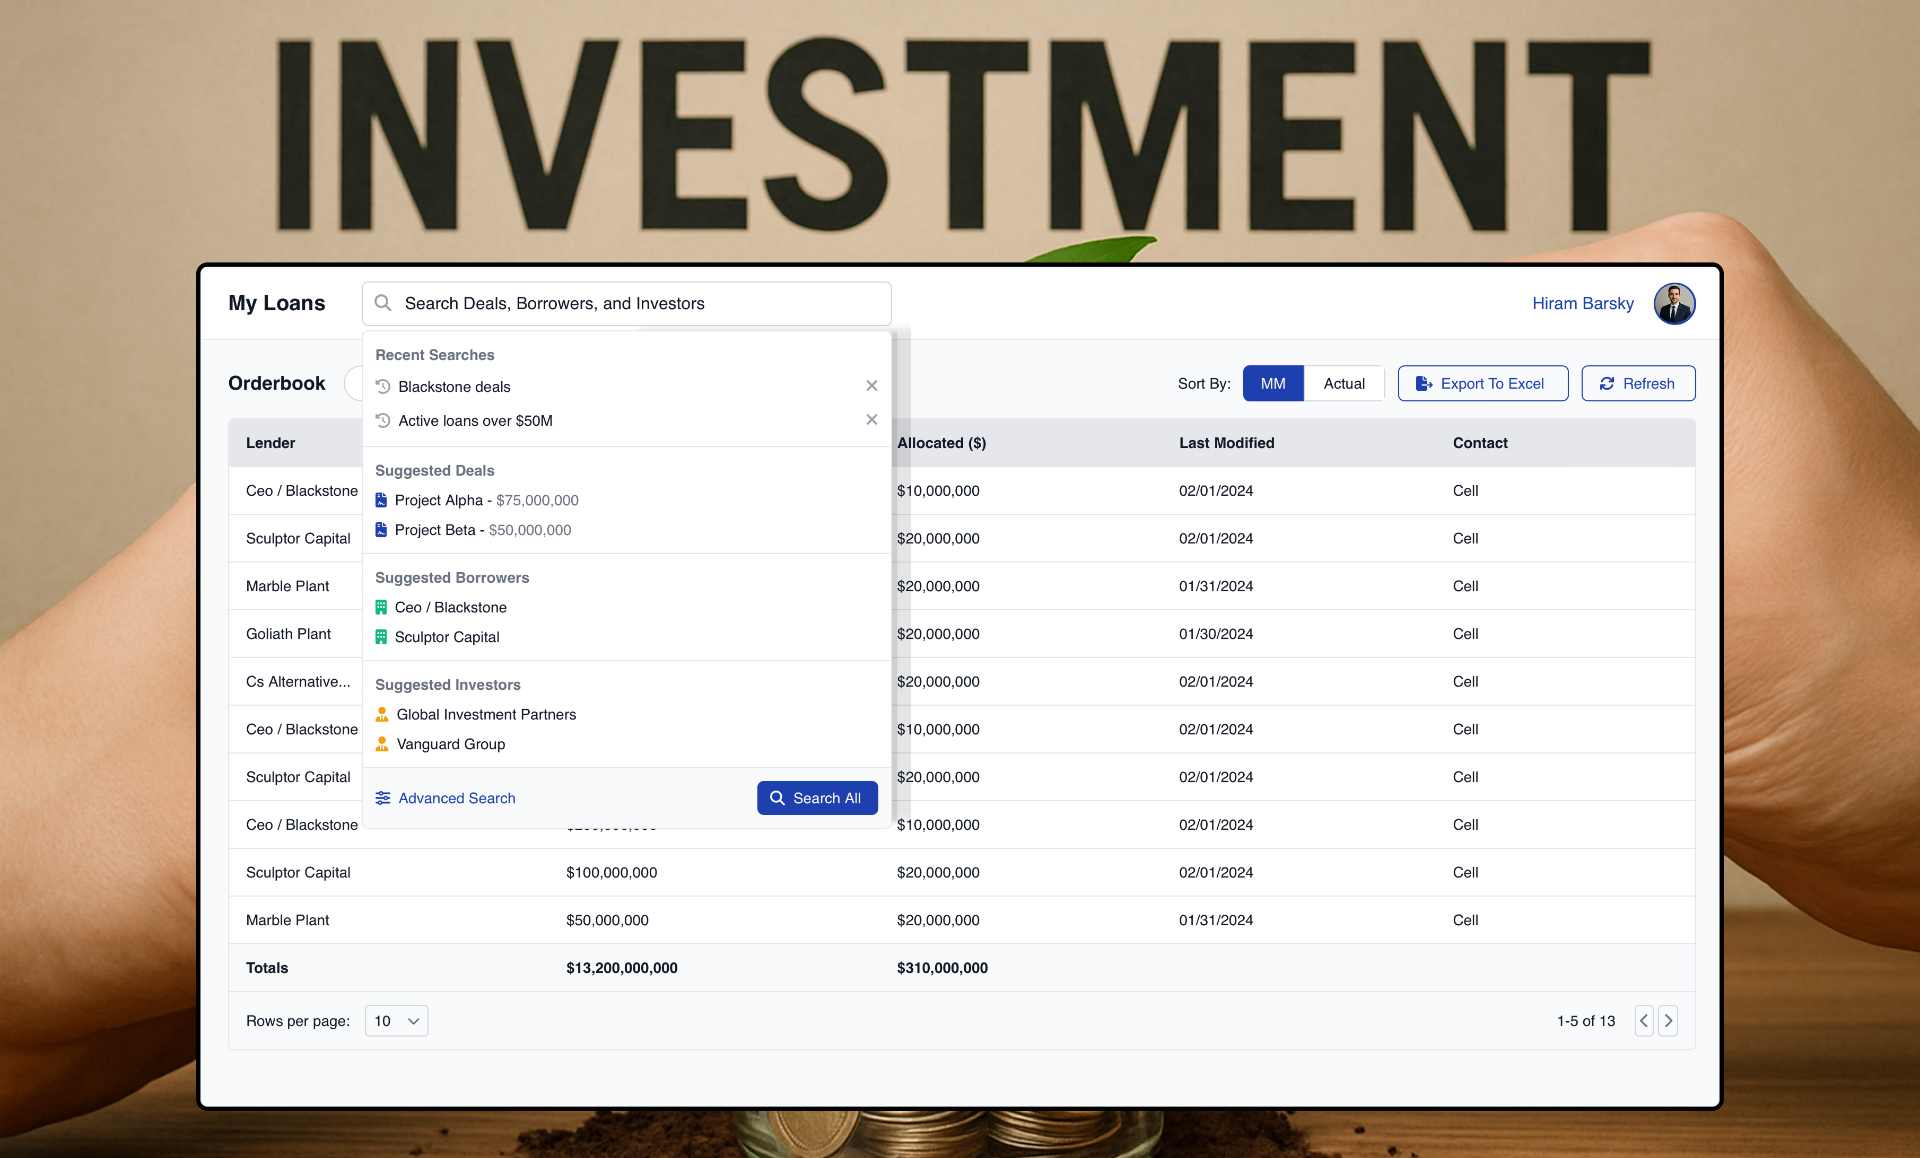 INVESTMENT
My Loans
Search Deals, Borrowers, and Investors
Hiram Barsky
Recent Searches
Blackstone deals
Active loans over $50M
Suggested Deals
Project Alpha - $75,000,000
Project Beta - $50,000,000
Suggested Borrowers
Ceo / Blackstone
Sculptor Capital
Suggested Investors
Global Investment Partners
Vanguard Group
Advanced Search
Search All
Orderbook
Sort By:
MM
Actual
Export To Excel
Refresh
Lender
Allocated ($)
Last Modified
Contact
Ceo / Blackstone $10,000,000 02/01/2024 Cell
Sculptor Capital $20,000,000 02/01/2024 Cell
Marble Plant $20,000,000 01/31/2024 Cell
Goliath Plant $20,000,000 01/30/2024 Cell
Cs Alternative... $20,000,000 02/01/2024 Cell
Ceo / Blackstone $10,000,000 02/01/2024 Cell
Sculptor Capital $20,000,000 02/01/2024 Cell
Ceo / Blackstone $10,000,000 02/01/2024 Cell
Sculptor Capital $100,000,000 $20,000,000 02/01/2024 Cell
Marble Plant $50,000,000 $20,000,000 01/31/2024 Cell
Totals $13,200,000,000 $310,000,000
Rows per page: 10
1-5 of 13